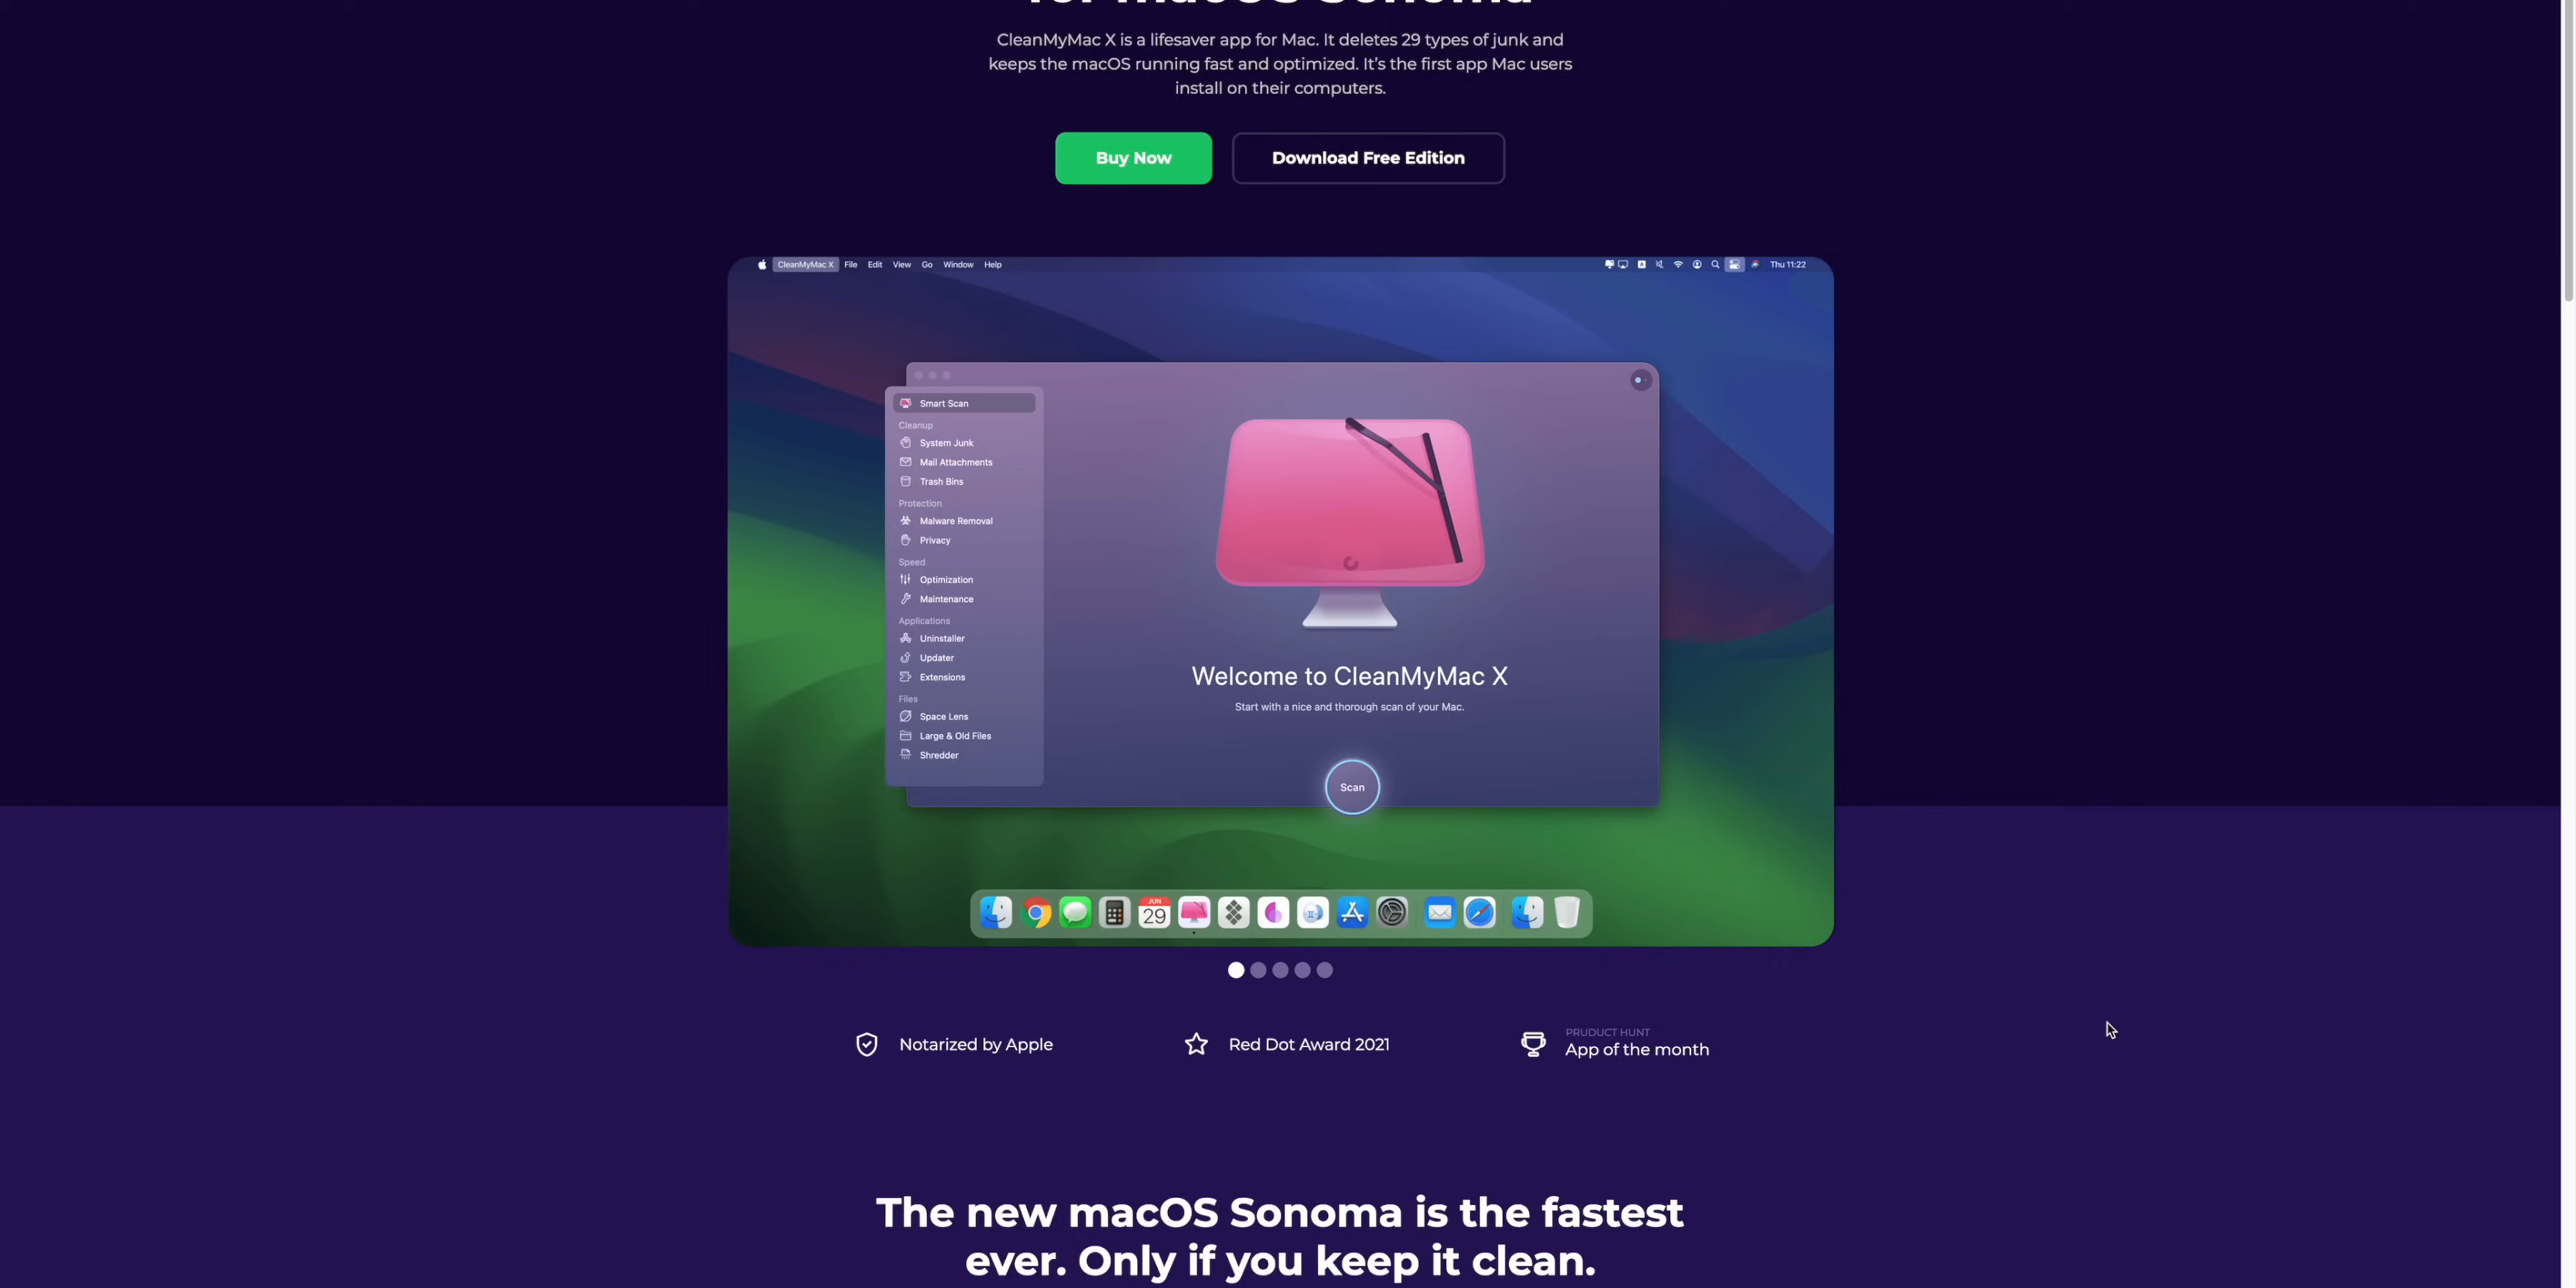 for macOS Sonoma
CleanMyMac X is a lifesaver app for Mac. It deletes 29 types of junk and
keeps the macOS running fast and optimized. It's the first app Mac users
install on their computers.
Buy Now
Download Free Edition
CleanMyMac X File Edit View Go Window Help
Thu 11:22
Smart Scan
Cleanup
System Junk
Mail Attachments
Trash Bins
Protection
Malware Removal
Privacy
Speed
Optimization
Maintenance
Applications
Uninstaller
Updater
Extensions
Files
Space Lens
Large & Old Files
Shredder
Welcome to CleanMyMac X
Start with a nice and thorough scan of your Mac.
Scan
JUN
29
Notarized by Apple
Red Dot Award 2021
PRUDUCT HUNT
App of the month
The new macOS Sonoma is the fastest
ever. Only if you keep it clean.